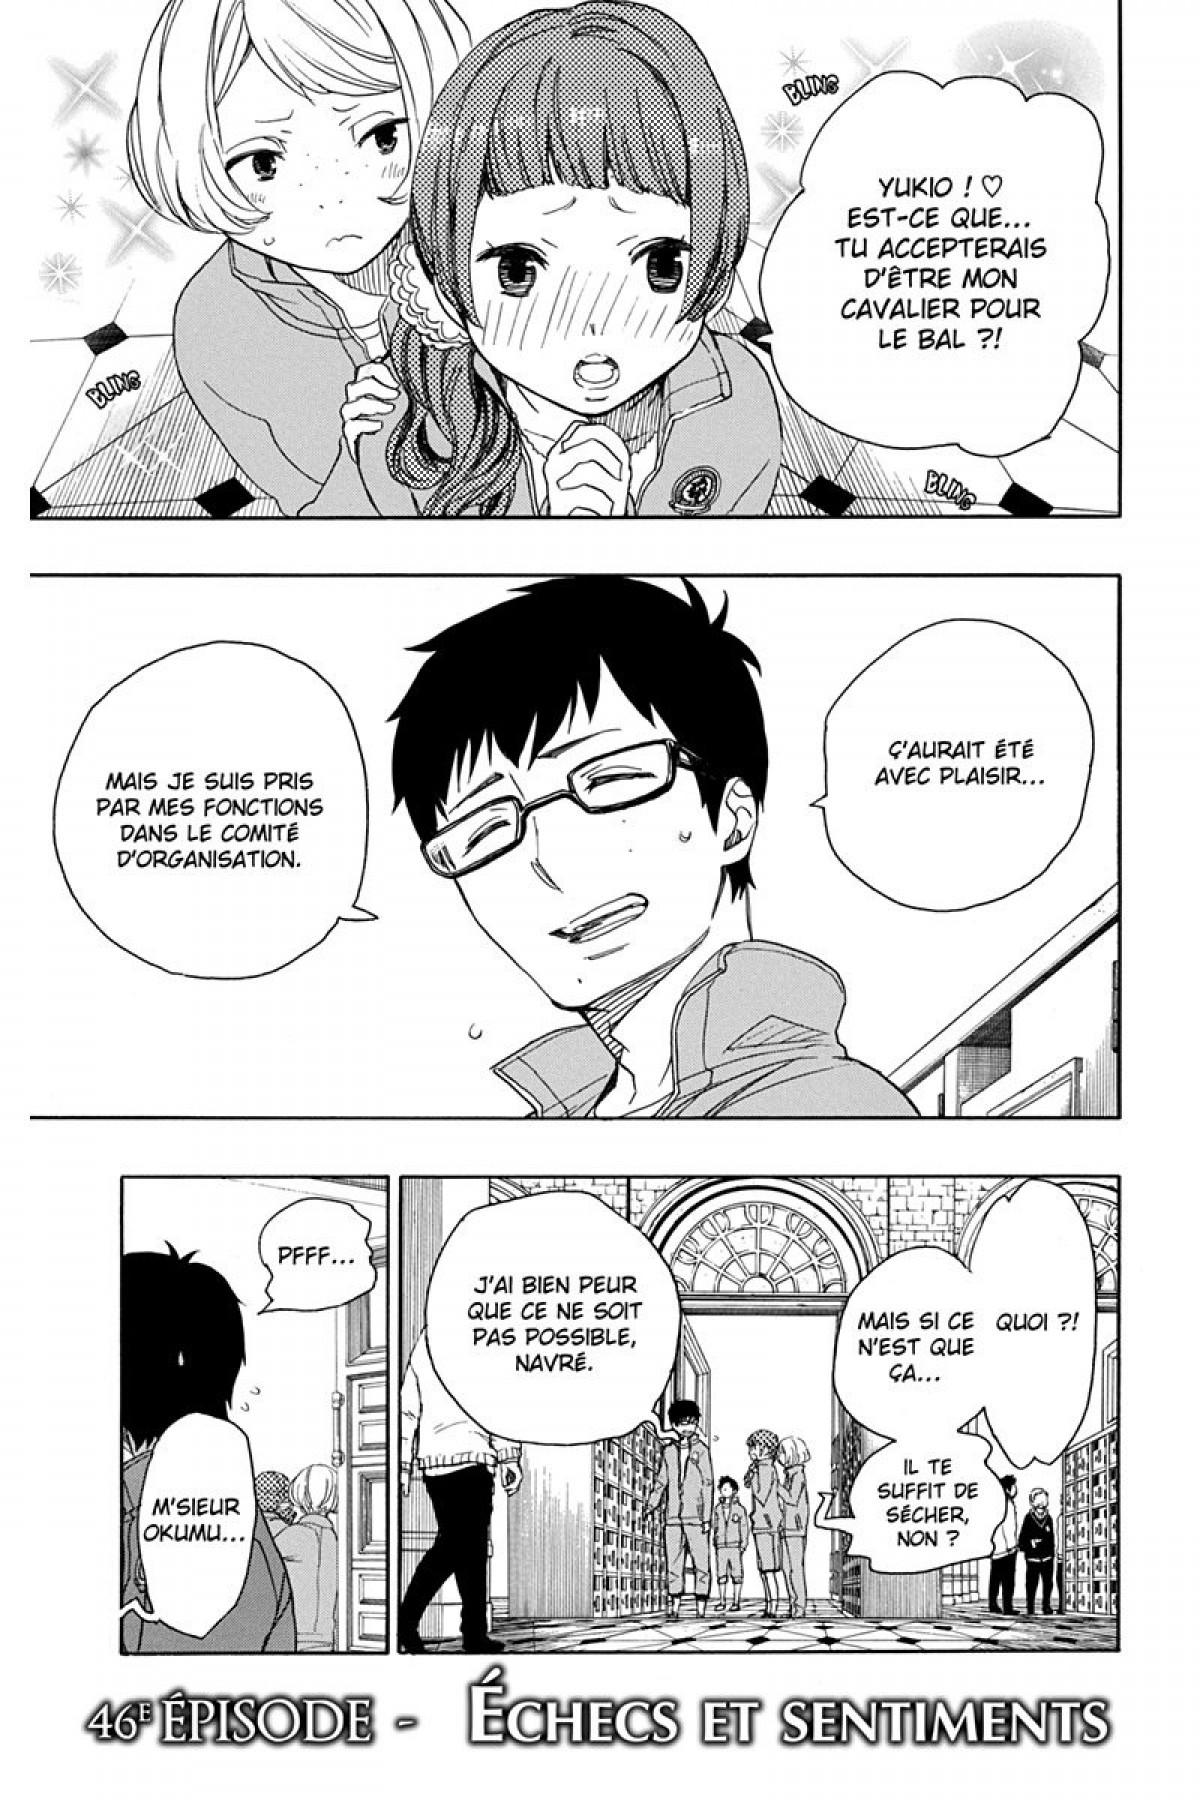 BLING
YUKIO ! ♡
EST-CE QUE...
TU ACCEPTERAIS
D'ÊTRE MON
CAVALIER POUR
LE BAL ?!
BLING
BLING
BLING
Ç'AURAIT ÉTÉ
AVEC PLAISIR...
MAIS JE SUIS PRIS
PAR MES FONCTIONS
DANS LE COMITÉ
D'ORGANISATION.
QUOI ?!
MAIS SI CE
N'EST QUE
ÇA...
IL TE
SUFFIT DE
SÉCHER,
NON ?
J'AI BIEN PEUR
QUE CE NE SOIT
PAS POSSIBLE,
NAVRÉ.
PFFF...
M'SIEUR
OKUMU...
46E ÉPISODE - ÉCHECS ET SENTIMENTS